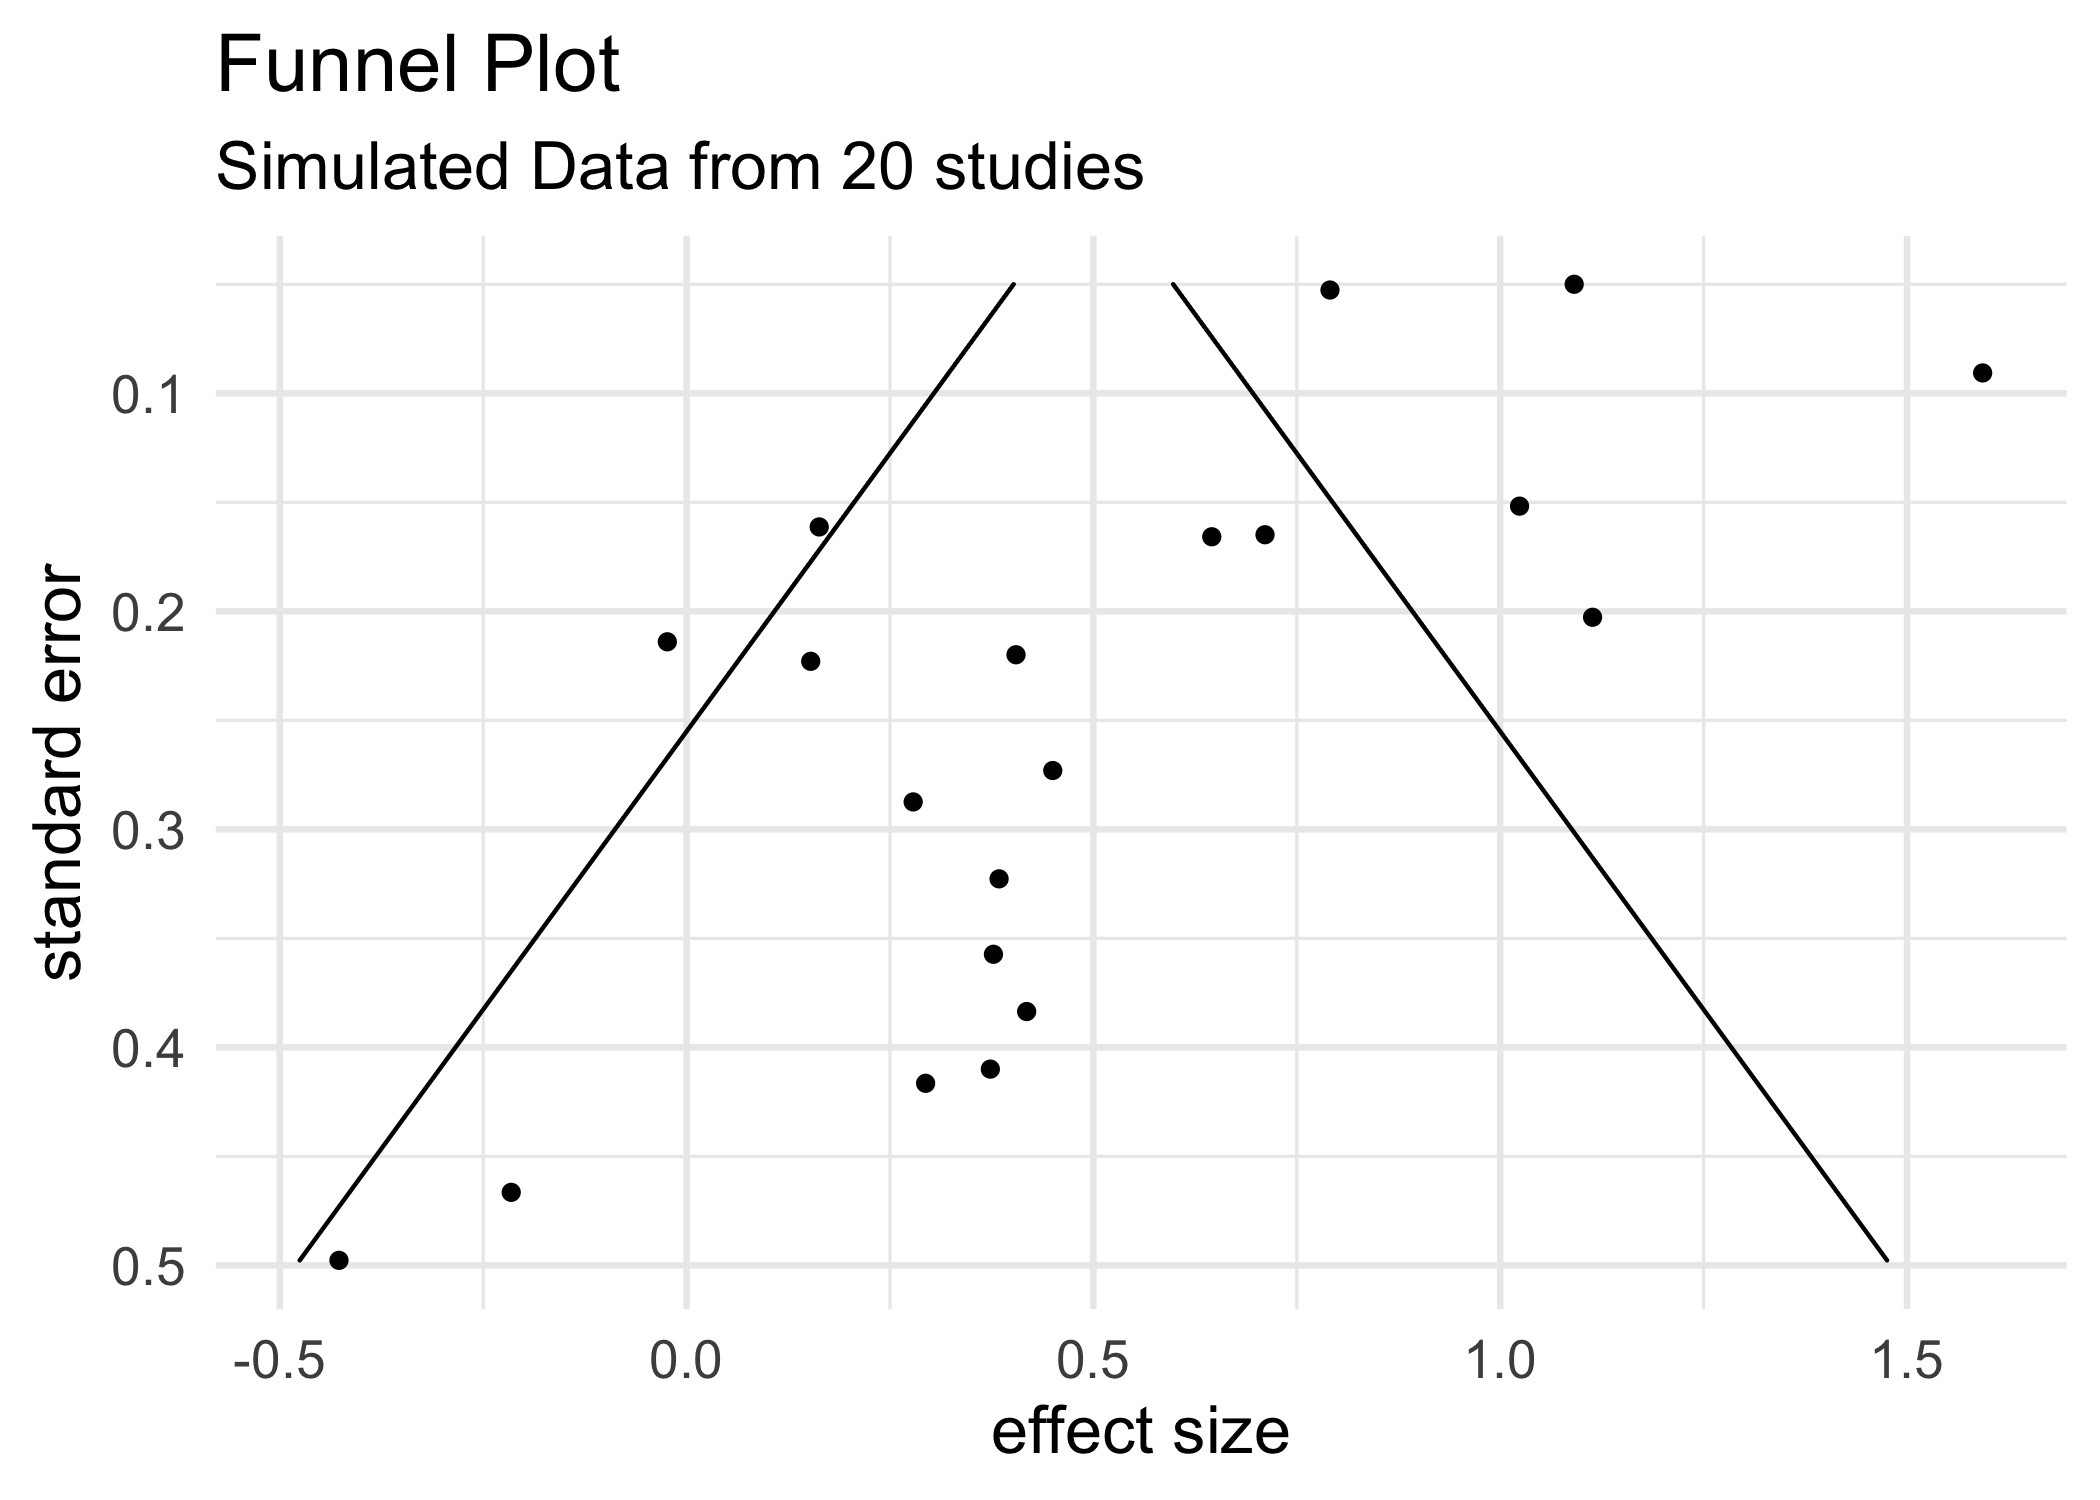 Funnel Plot
Simulated Data from 20 studies
standard error
0.1
0.2
0.3
0.4
0.5
-0.5 0.0 0.5 1.0 1.5
effect size